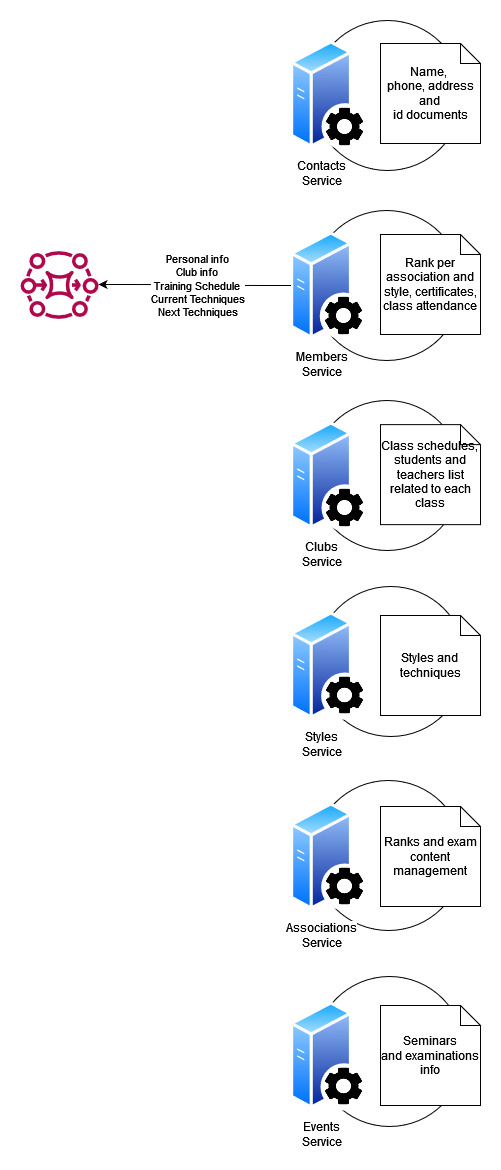 Name,
phone, address
and
id documents
Contacts
Service
Personal info
Club info
Training Schedule
Current Techniques
Next Techniques
Rank per
association and
style, certificates,
class attendance
Members
Service
Class schedules,
students and
teachers list
related to each
class
Clubs
Service
Styles and
techniques
Styles
Service
Ranks and exam
content
management
Associations
Service
Seminars
and examinations
info
Events
Service